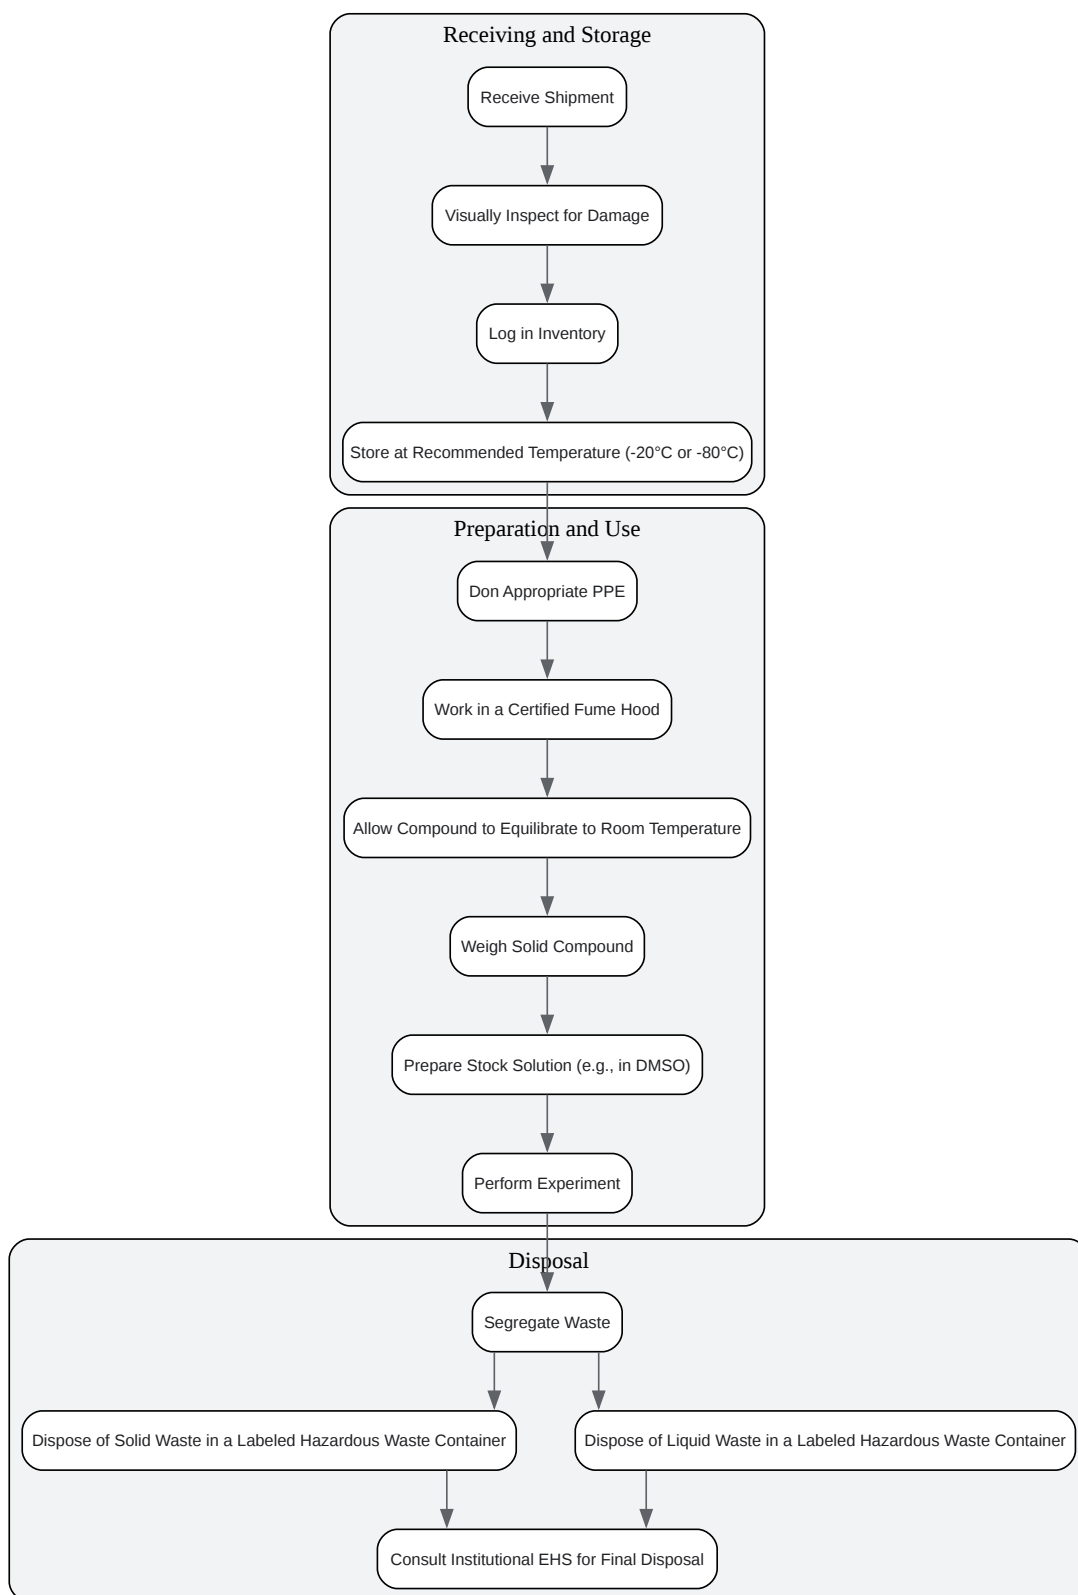 Receiving and Storage
Receive Shipment
Visually Inspect for Damage
Log in Inventory
Store at Recommended Temperature (-20°C or -80°C)
Preparation and Use
Don Appropriate PPE
Work in a Certified Fume Hood
Allow Compound to Equilibrate to Room Temperature
Weigh Solid Compound
Prepare Stock Solution (e.g., in DMSO)
Perform Experiment
Disposal
Segregate Waste
Dispose of Solid Waste in a Labeled Hazardous Waste Container
Dispose of Liquid Waste in a Labeled Hazardous Waste Container
Consult Institutional EHS for Final Disposal